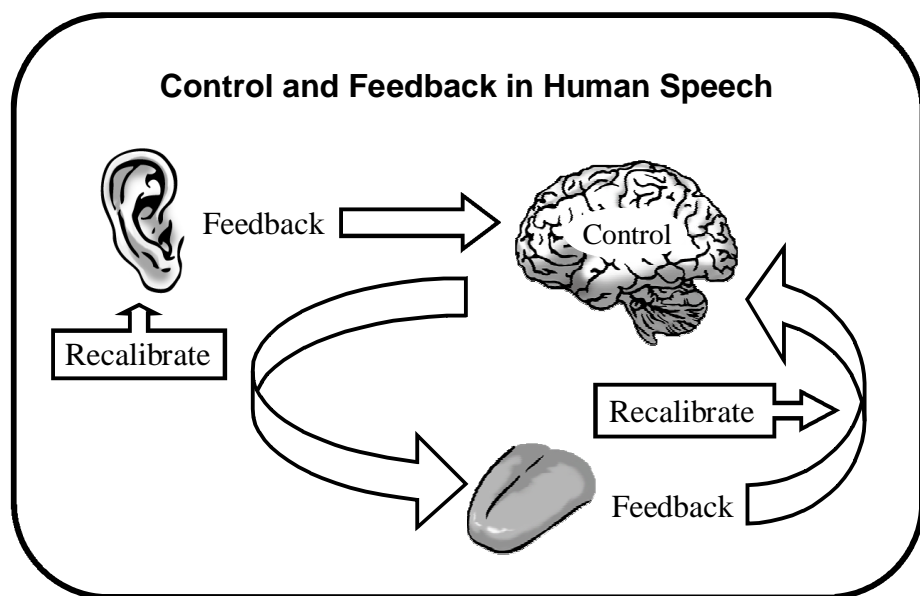 Control and Feedback in Human Speech
Feedback
Control
Recalibrate
Recalibrate
Feedback